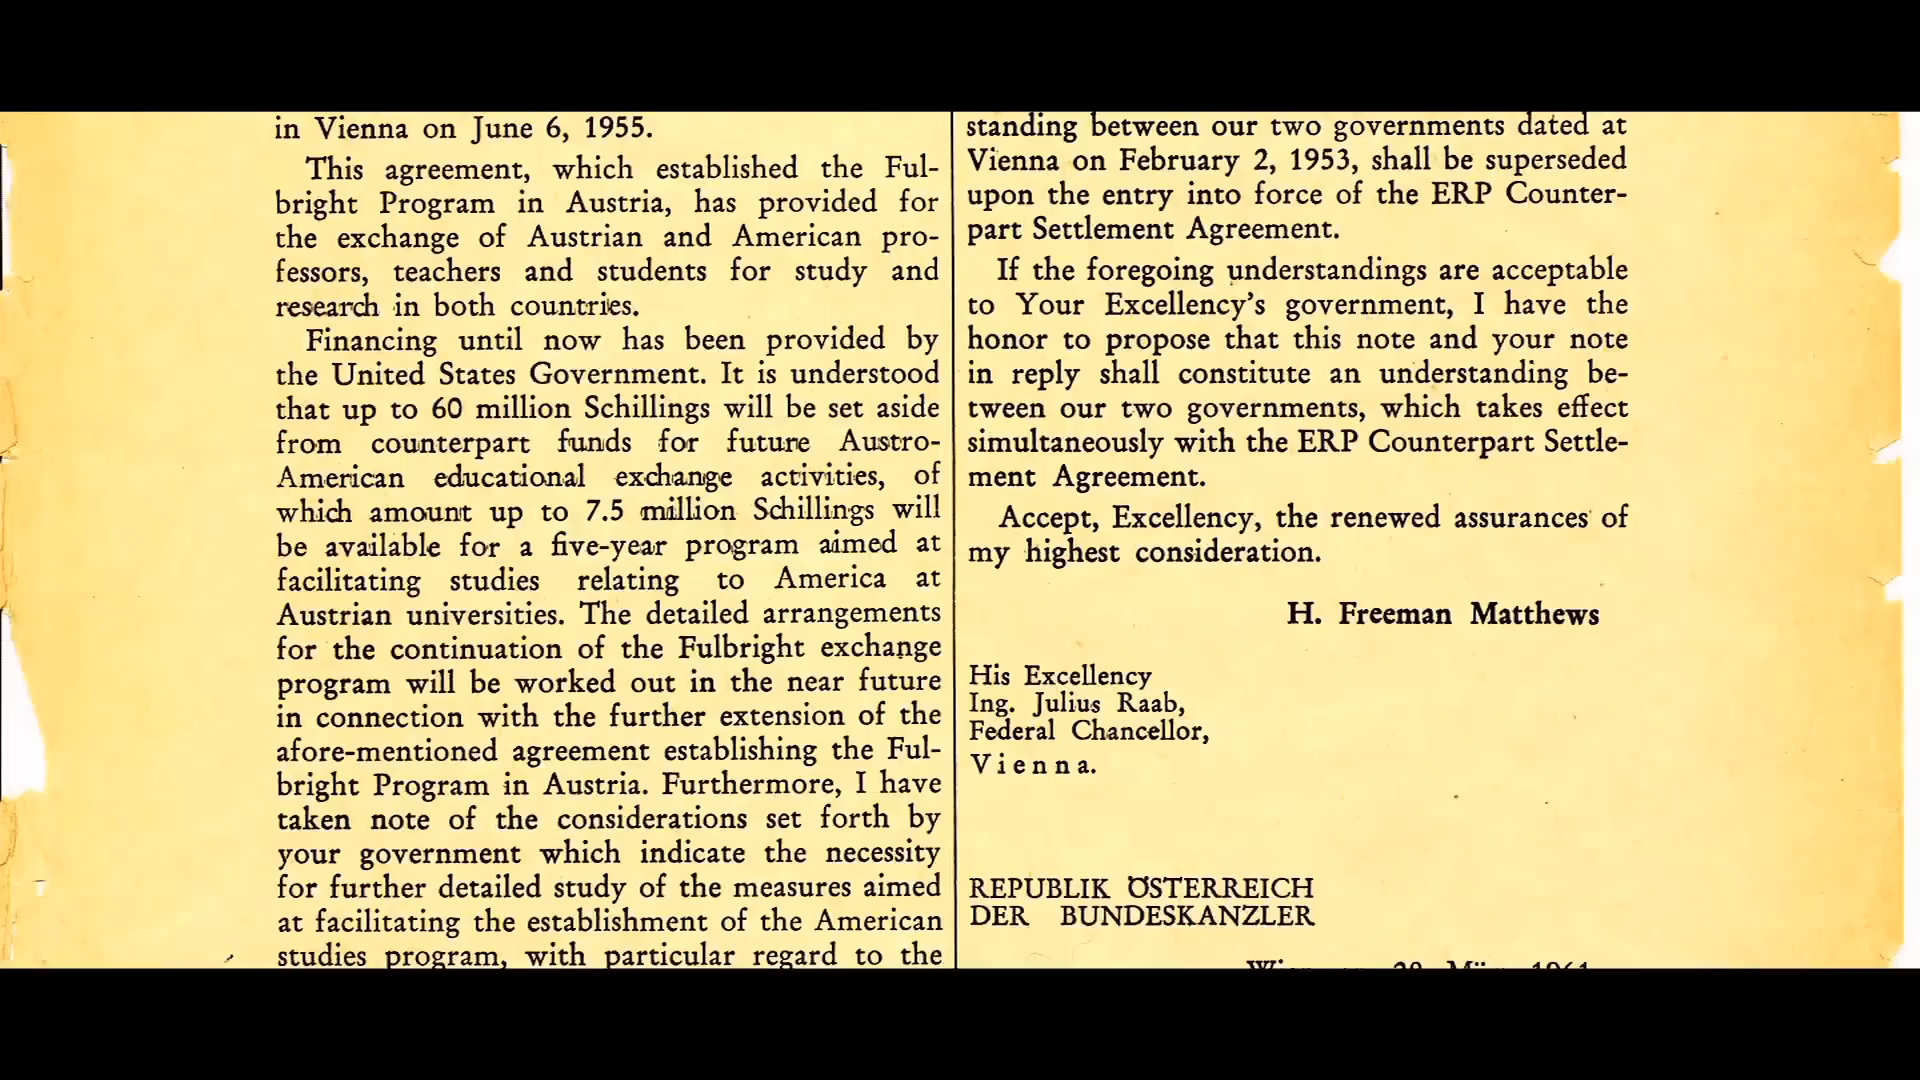 in Vienna on June 6, 1955.
This agreement, which established the Ful-
bright Program in Austria, has provided for
the exchange of Austrian and American pro-
fessors, teachers and students for study and
research in both countries.
Financing until now has been provided by
the United States Government. It is understood
that up to 60 million Schillings will be set aside
from counterpart funds for future Austro-
American educational exchange activities, of
which amount up to 7.5 million Schillings will
be available for a five-year program aimed at
facilitating studies relating to America at
Austrian universities. The detailed arrangements
for the continuation of the Fulbright exchange
program will be worked out in the near future
in connection with the further extension of the
afore-mentioned agreement establishing the Ful-
bright Program in Austria. Furthermore, I have
taken note of the considerations set forth by
your government which indicate the necessity
for further detailed study of the measures aimed
at facilitating the establishment of the American
studies program, with particular regard to the
standing between our two governments dated at
Vienna on February 2, 1953, shall be superseded
upon the entry into force of the ERP Counter-
part Settlement Agreement.
If the foregoing understandings are acceptable
to Your Excellency’s government, I have the
honor to propose that this note and your note
in reply shall constitute an understanding be-
tween our two governments, which takes effect
simultaneously with the ERP Counterpart Settle-
ment Agreement.
Accept, Excellency, the renewed assurances of
my highest consideration.
H. Freeman Matthews
His Excellency
Ing. Julius Raab,
Federal Chancellor,
Vienna.
REPUBLIK ÖSTERREICH
DER BUNDESKANZLER